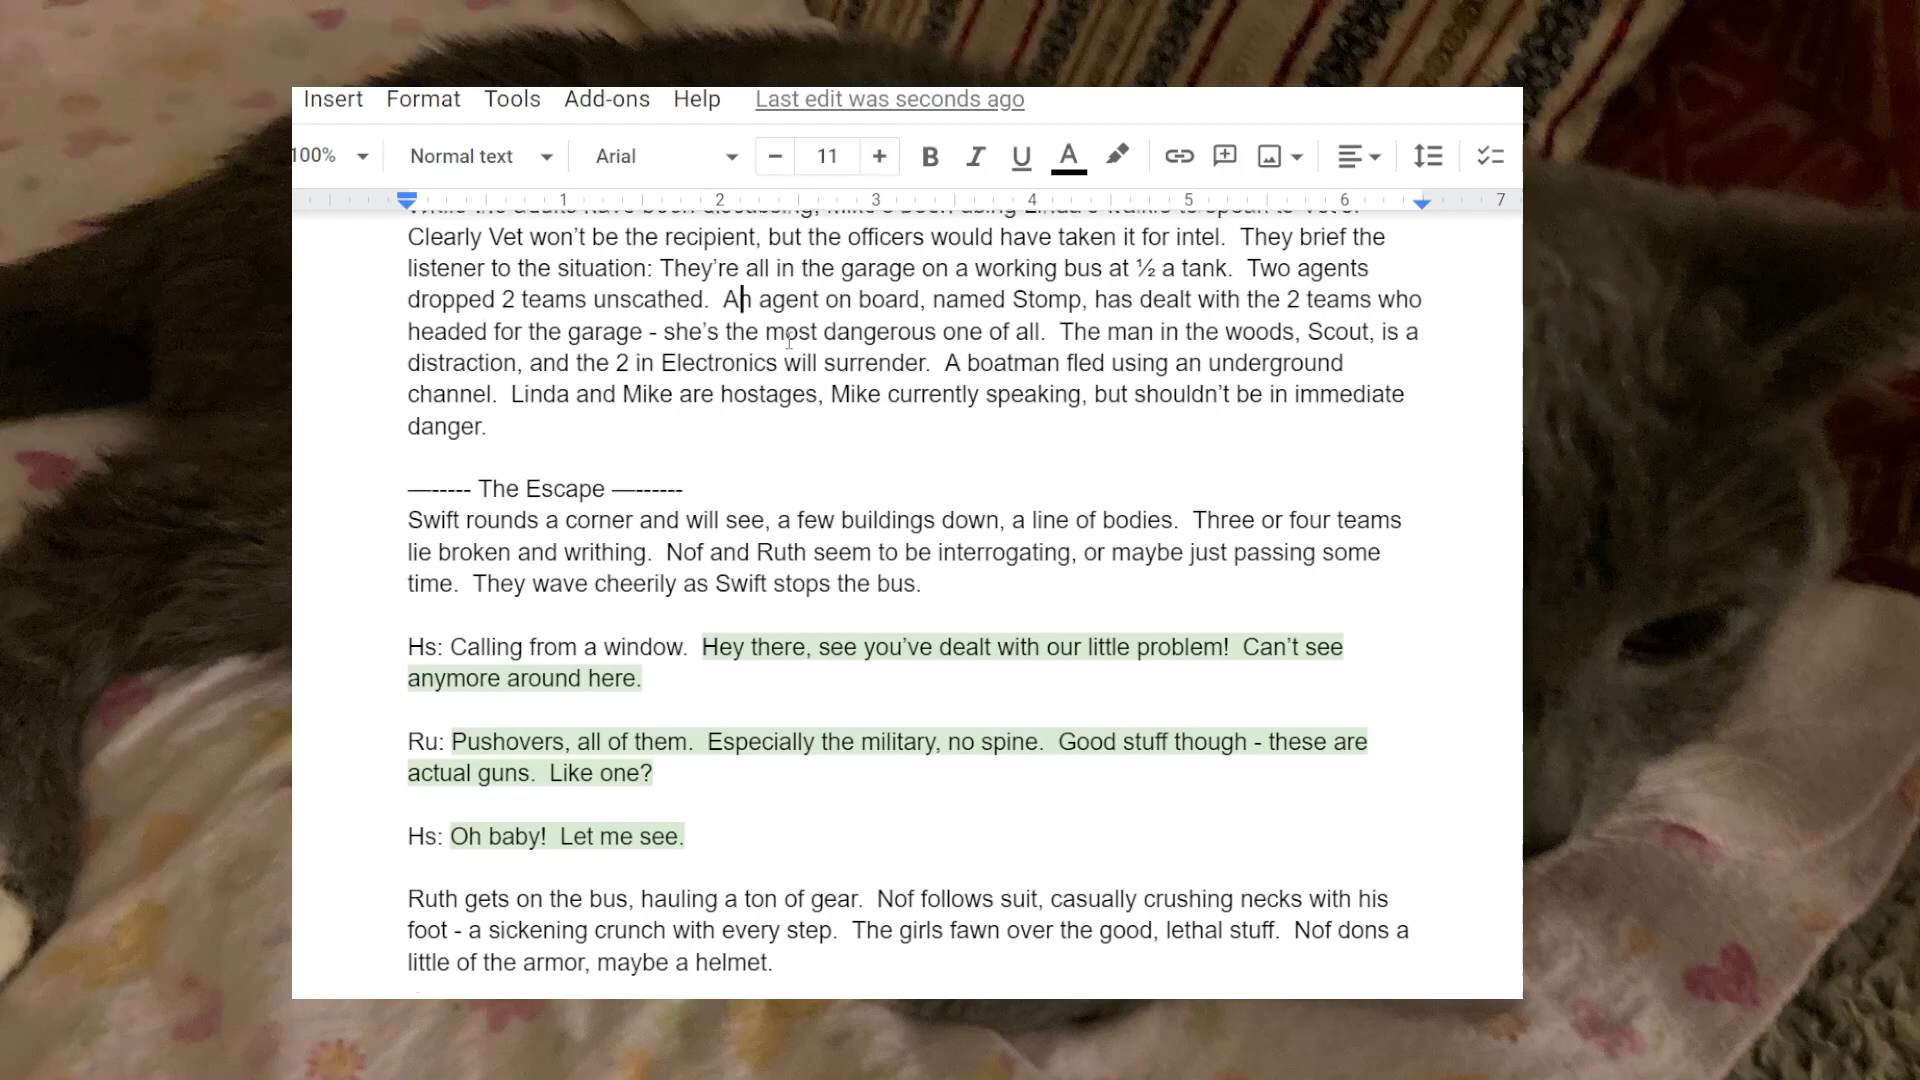 Insert Format Tools Add-ons Help Last edit was seconds ago
100% Normal text Arial 11 B I U A
1 2 3 4 5 6 7
Clearly Vet won't be the recipient, but the officers would have taken it for intel. They brief the
listener to the situation: They're all in the garage on a working bus at ½ a tank. Two agents
dropped 2 teams unscathed. An agent on board, named Stomp, has dealt with the 2 teams who
headed for the garage - she's the most dangerous one of all. The man in the woods, Scout, is a
distraction, and the 2 in Electronics will surrender. A boatman fled using an underground
channel. Linda and Mike are hostages, Mike currently speaking, but shouldn't be in immediate
danger.
—----- The Escape —------
Swift rounds a corner and will see, a few buildings down, a line of bodies. Three or four teams
lie broken and writhing. Nof and Ruth seem to be interrogating, or maybe just passing some
time. They wave cheerily as Swift stops the bus.
Hs: Calling from a window. Hey there, see you've dealt with our little problem! Can't see
anymore around here.
Ru: Pushovers, all of them. Especially the military, no spine. Good stuff though - these are
actual guns. Like one?
Hs: Oh baby! Let me see.
Ruth gets on the bus, hauling a ton of gear. Nof follows suit, casually crushing necks with his
foot - a sickening crunch with every step. The girls fawn over the good, lethal stuff. Nof dons a
little of the armor, maybe a helmet.